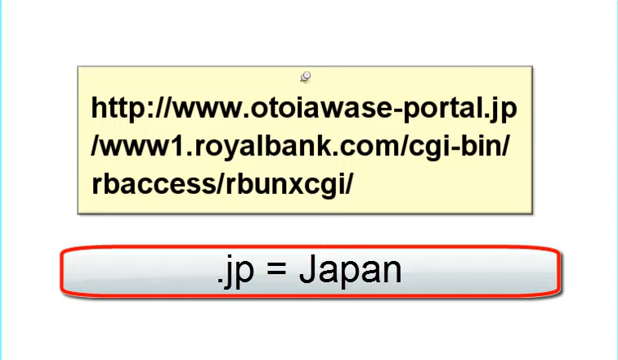 http://www.otoiawase-portal.jp
/www1.royalbank.com/cgi-bin/
rbaccess/rbunxcgi/
.jp = Japan